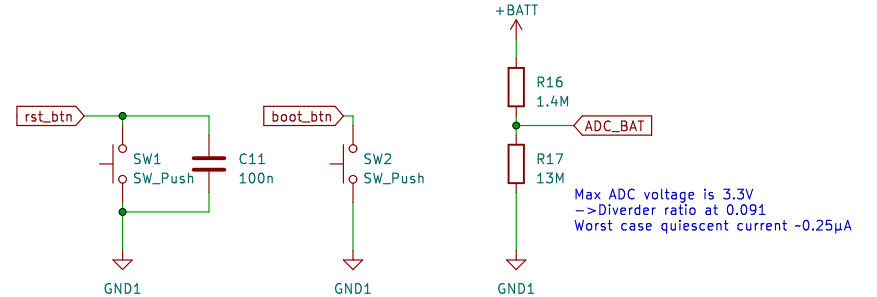 +BATT
R16
1.4M
rst_btn
boot_btn
ADC_BAT
SW1
SW_Push
C11
100n
SW2
SW_Push
R17
13M
Max ADC voltage is 3.3V
->Diverder ratio at 0.091
Worst case quiescent current ~0.25µA
GND1
GND1
GND1